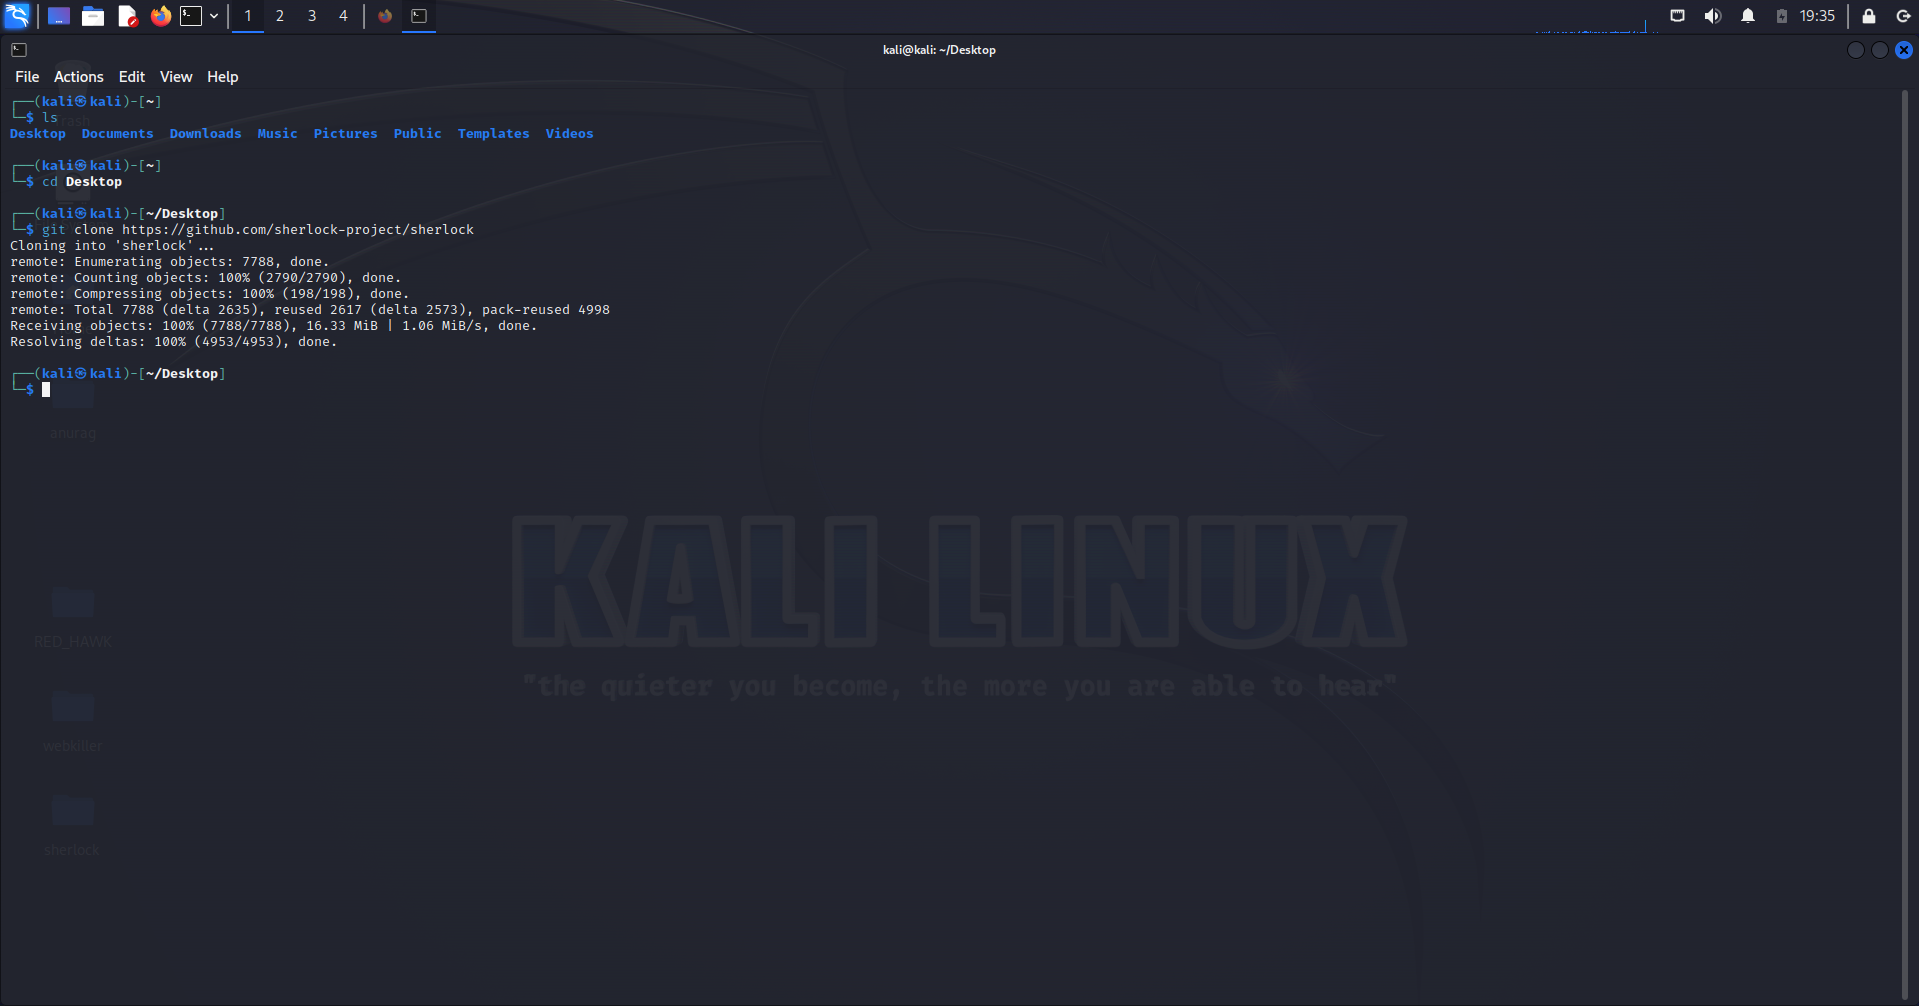 1 2 3 4 19:35
kali@kali: ~/Desktop
File Actions Edit View Help
┌──(kali㉿kali)-[~]
└─$ ls
Desktop Documents Downloads Music Pictures Public Templates Videos
┌──(kali㉿kali)-[~]
└─$ cd Desktop
┌──(kali㉿kali)-[~/Desktop]
└─$ git clone https://github.com/sherlock-project/sherlock
Cloning into 'sherlock'...
remote: Enumerating objects: 7788, done.
remote: Counting objects: 100% (2790/2790), done.
remote: Compressing objects: 100% (198/198), done.
remote: Total 7788 (delta 2635), reused 2617 (delta 2573), pack-reused 4998
Receiving objects: 100% (7788/7788), 16.33 MiB | 1.06 MiB/s, done.
Resolving deltas: 100% (4953/4953), done.
┌──(kali㉿kali)-[~/Desktop]
└─$
anurag
KALI LINUX
"the quieter you become, the more you are able to hear"
RED_HAWK
webkiller
sherlock